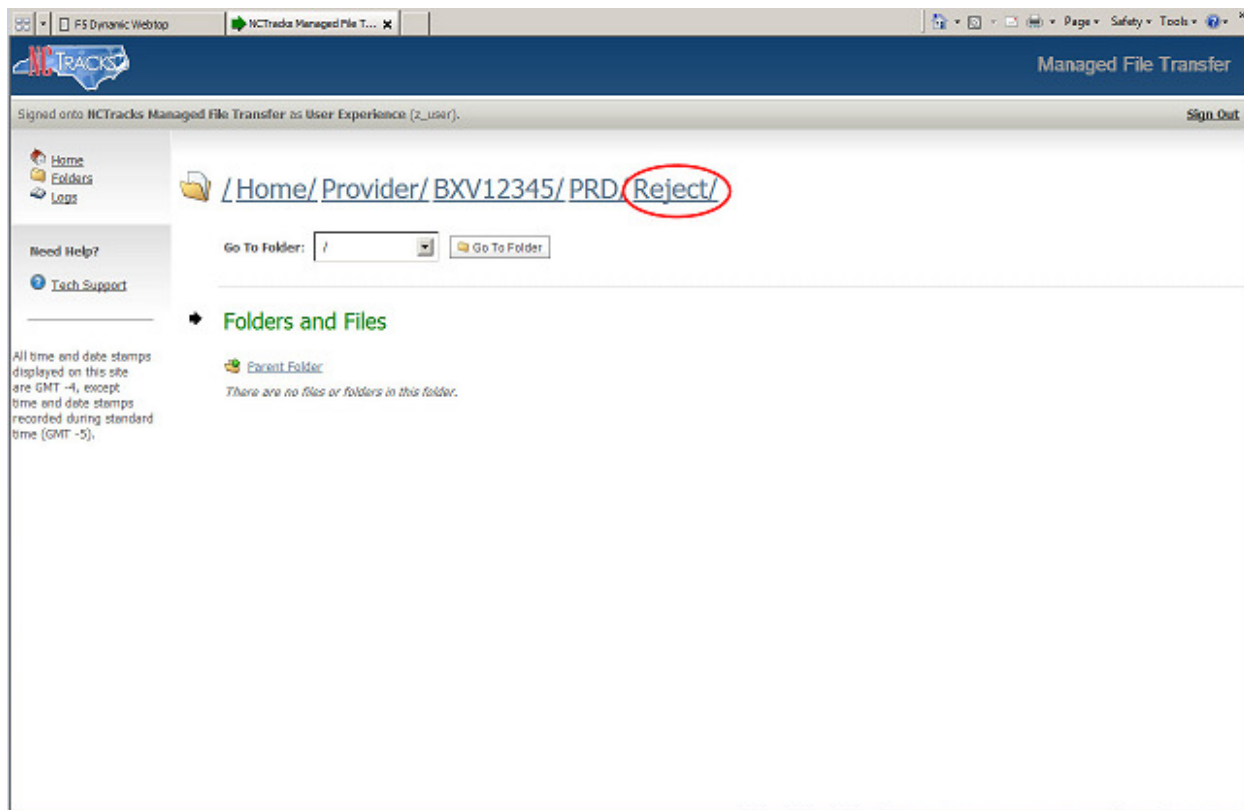 F5 Dynamic Webtop
NCTracks Managed File T...
Page
Safety
Tools
NCTRACKS
Managed File Transfer
Signed onto NCTracks Managed File Transfer as User Experience (z_user).
Sign Out
Home
Folders
Logs
/ Home/ Provider/ BXV12345/ PRD/ Reject/
Need Help?
Go To Folder: /
Go To Folder
Tech Support
Folders and Files
All time and date stamps
displayed on this site
are GMT -4, except
time and date stamps
recorded during standard
time (GMT -5).
Parent Folder
There are no files or folders in this folder.